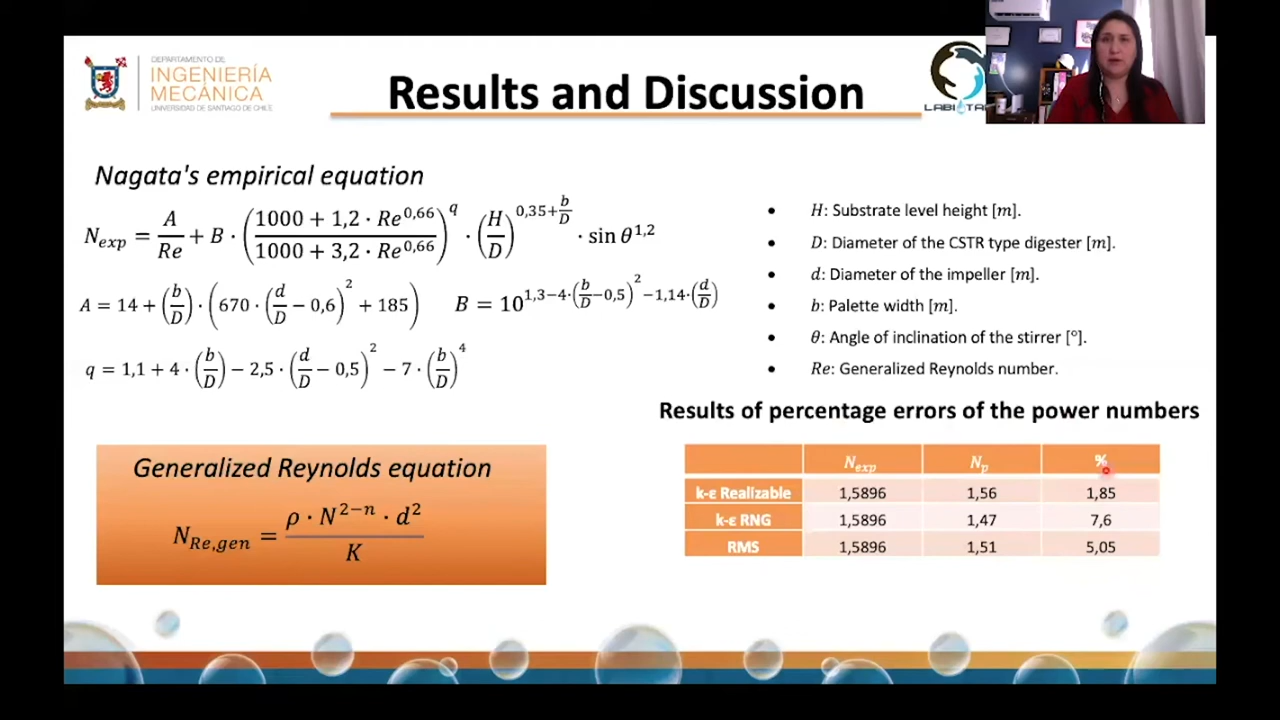 DEPARTAMENTO DE
INGENIERÍA
MECÁNICA
UNIVERSIDAD DE SANTIAGO DE CHILE
Results and Discussion
Nagata's empirical equation
N_exp = A/Re + B · ((1000 + 1,2 · Re^0,66)/(1000 + 3,2 · Re^0,66))^q · (H/D)^(0,35+b/D) · sin θ^1,2
A = 14 + (b/D) · (670 · (d/D − 0,6)^2 + 185)
B = 10^(1,3−4·(b/D−0,5)^2−1,14·(d/D))
q = 1,1 + 4 · (b/D) − 2,5 · (d/D − 0,5)^2 − 7 · (b/D)^4
• H: Substrate level height [m].
• D: Diameter of the CSTR type digester [m].
• d: Diameter of the impeller [m].
• b: Palette width [m].
• θ: Angle of inclination of the stirrer [°].
• Re: Generalized Reynolds number.
Generalized Reynolds equation
N_Re,gen = (ρ · N^(2−n) · d^2)/K
Results of percentage errors of the power numbers
N_exp N_p %
k-ε Realizable 1,5896 1,56 1,85
k-ε RNG 1,5896 1,47 7,6
RMS 1,5896 1,51 5,05